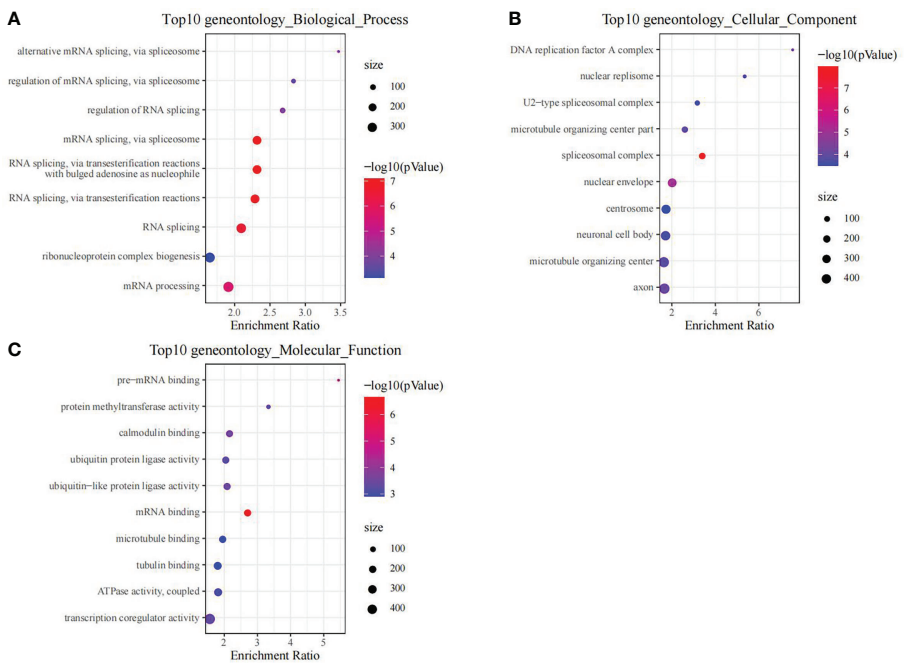 A
Top10 geneontology_Biological_Process
alternative mRNA splicing, via spliceosome
regulation of mRNA splicing, via spliceosome
regulation of RNA splicing
mRNA splicing, via spliceosome
RNA splicing, via transesterification reactions
with bulged adenosine as nucleophile
RNA splicing, via transesterification reactions
RNA splicing
ribonucleoprotein complex biogenesis
mRNA processing
2.0 2.5 3.0 3.5
Enrichment Ratio
size
100
200
300
−log10(pValue)
7
6
5
4
B
Top10 geneontology_Cellular_Component
DNA replication factor A complex
nuclear replisome
U2−type spliceosomal complex
microtubule organizing center part
spliceosomal complex
nuclear envelope
centrosome
neuronal cell body
microtubule organizing center
axon
2 4 6
Enrichment Ratio
−log10(pValue)
7
6
5
4
size
100
200
300
400
C
Top10 geneontology_Molecular_Function
pre−mRNA binding
protein methyltransferase activity
calmodulin binding
ubiquitin protein ligase activity
ubiquitin−like protein ligase activity
mRNA binding
microtubule binding
tubulin binding
ATPase activity, coupled
transcription coregulator activity
2 3 4 5
Enrichment Ratio
−log10(pValue)
6
5
4
3
size
100
200
300
400